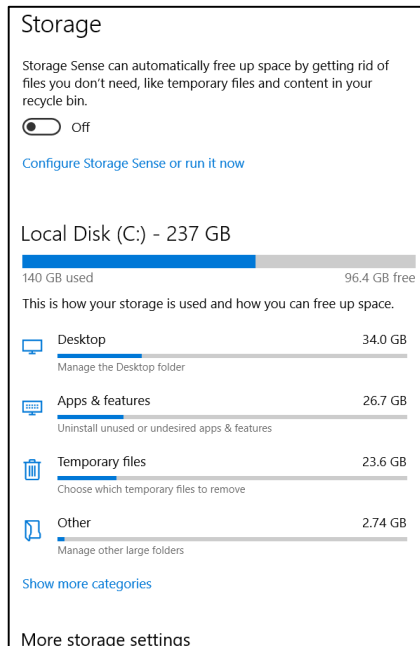 Storage
Storage Sense can automatically free up space by getting rid of
files you don't need, like temporary files and content in your
recycle bin.
Off
Configure Storage Sense or run it now
Local Disk (C:) - 237 GB
140 GB used 96.4 GB free
This is how your storage is used and how you can free up space.
Desktop 34.0 GB
Manage the Desktop folder
Apps & features 26.7 GB
Uninstall unused or undesired apps & features
Temporary files 23.6 GB
Choose which temporary files to remove
Other 2.74 GB
Manage other large folders
Show more categories
More storage settings